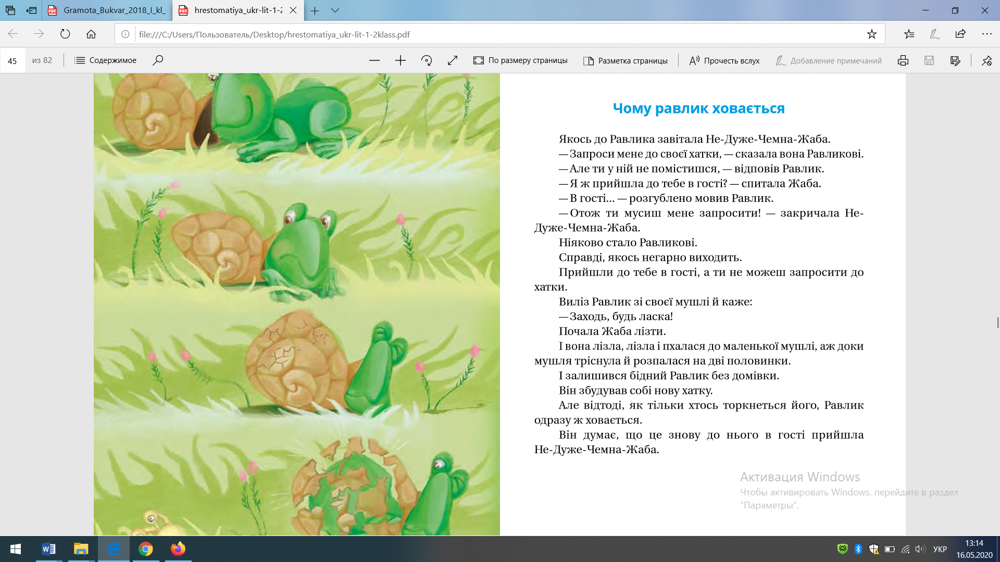 Gramota_Bukvar_2018_I_kl_
hrestomatiya_ukr-lit-1-2
file:///C:/Users/Пользователь/Desktop/hrestomatiya_ukr-lit-1-2klass.pdf
45 из 82 Содержимое По размеру страницы Разметка страницы Прочесть вслух Добавление примечаний
Чому равлик ховається
Якось до Равлика завітала Не-Дуже-Чемна-Жаба.
— Запроси мене до своєї хатки, — сказала вона Равликові.
— Але ти у ній не помістишся, — відповів Равлик.
— Я ж прийшла до тебе в гості? — спитала Жаба.
— В гості... — розгублено мовив Равлик.
— Отож ти мусиш мене запросити! — закричала Не-
Дуже-Чемна-Жаба.
Ніяково стало Равликові.
Справді, якось негарно виходить.
Прийшли до тебе в гості, а ти не можеш запросити до
хатки.
Виліз Равлик зі своєї мушлі й каже:
— Заходь, будь ласка!
Почала Жаба лізти.
І вона лізла, лізла і пхалася до маленької мушлі, аж доки
мушля тріснула й розпалася на дві половинки.
І залишився бідний Равлик без домівки.
Він збудував собі нову хатку.
Але відтоді, як тільки хтось торкнеться його, Равлик
одразу ж ховається.
Він думає, що це знову до нього в гості прийшла
Не-Дуже-Чемна-Жаба.
Активация Windows
Чтобы активировать Windows, перейдите в раздел
"Параметры".
УКР
13:14
16.05.2020